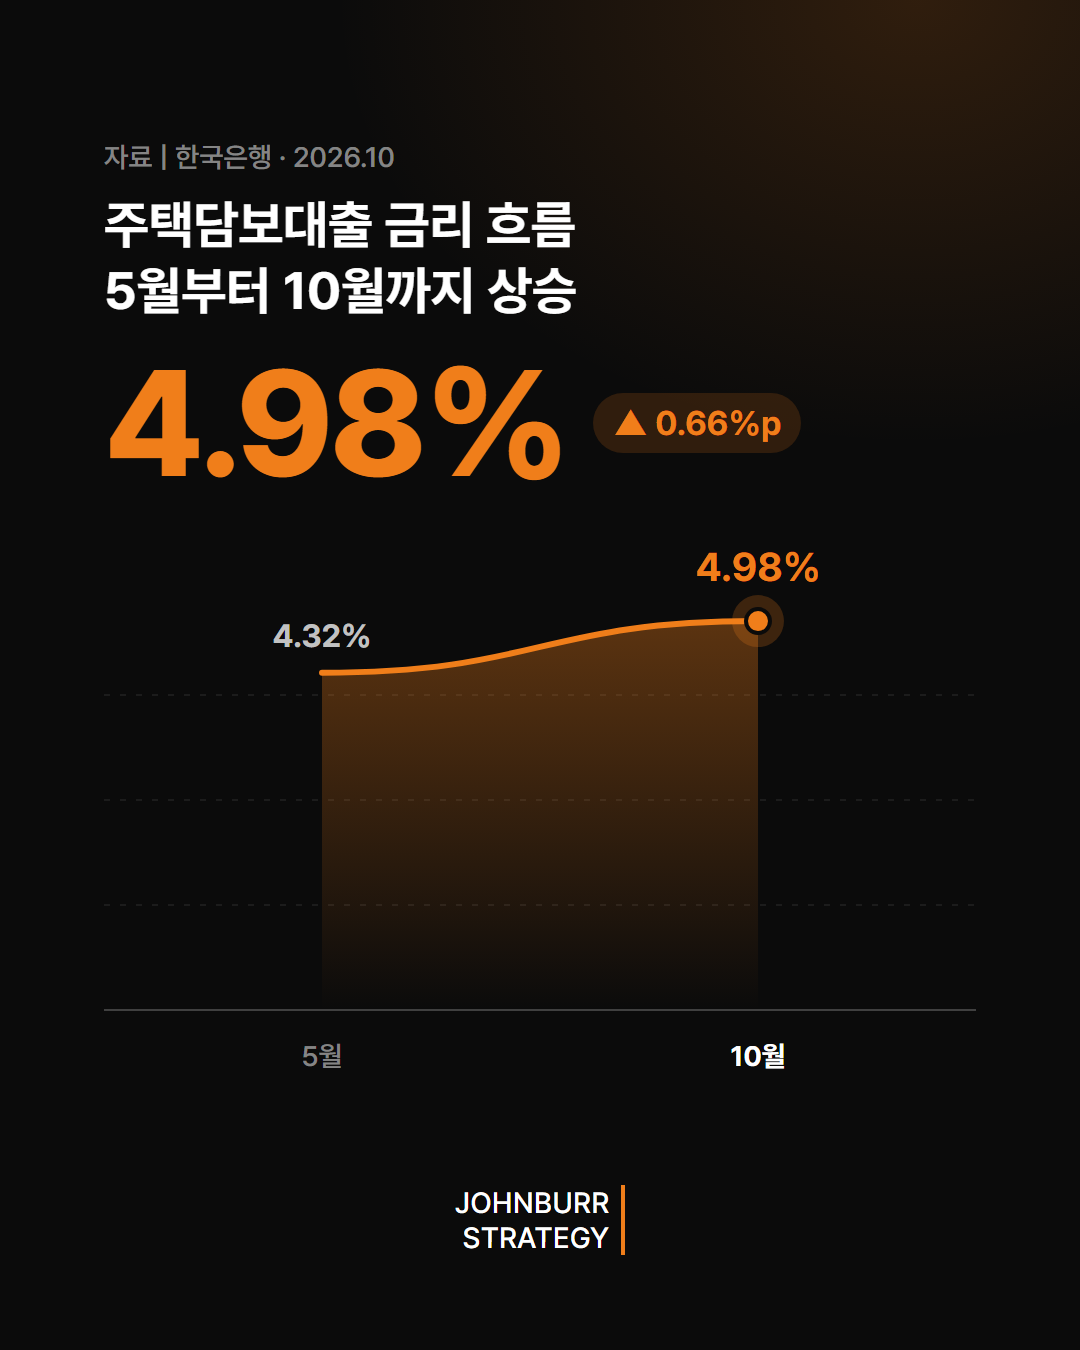 자료 | 한국은행 · 2026.10
주택담보대출 금리 흐름
5월부터 10월까지 상승
4.98% ▲ 0.66%p
4.98%
4.32%
5월 10월
JOHNBURR
STRATEGY